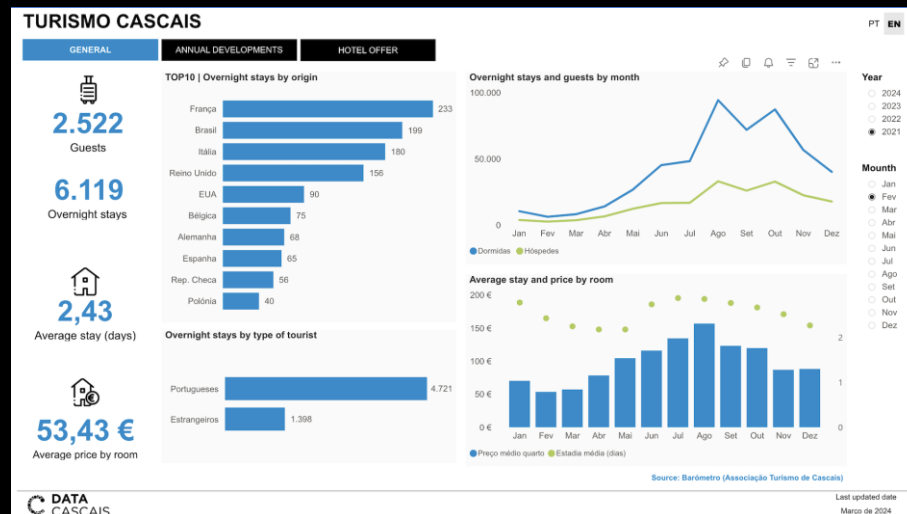 TURISMO CASCAIS
PT EN
GENERAL
ANNUAL DEVELOPMENTS
HOTEL OFFER
2.522
Guests
6.119
Overnight stays
2,43
Average stay (days)
53,43 €
Average price by room
TOP10 | Overnight stays by origin
França 233
Brasil 199
Itália 180
Reino Unido 156
EUA 90
Bélgica 75
Alemanha 68
Espanha 65
Rep. Checa 56
Polónia 40
Overnight stays by type of tourist
Portugueses 4.721
Estrangeiros 1.398
Overnight stays and guests by month
100.000
50.000
0
Jan Fev Mar Abr Mai Jun Jul Ago Set Out Nov Dez
Dormidas Hóspedes
Average stay and price by room
200 €
150 €
100 €
50 €
0 €
2
1
0
Jan Fev Mar Abr Mai Jun Jul Ago Set Out Nov Dez
Preço médio quarto Estadia média (dias)
Source: Barómetro (Associação Turismo de Cascais)
Year
2024
2023
2022
2021
Mounth
Jan
Fev
Mar
Abr
Mai
Jun
Jul
Ago
Set
Out
Nov
Dez
DATA
CASCAIS
Last updated date
Março de 2024